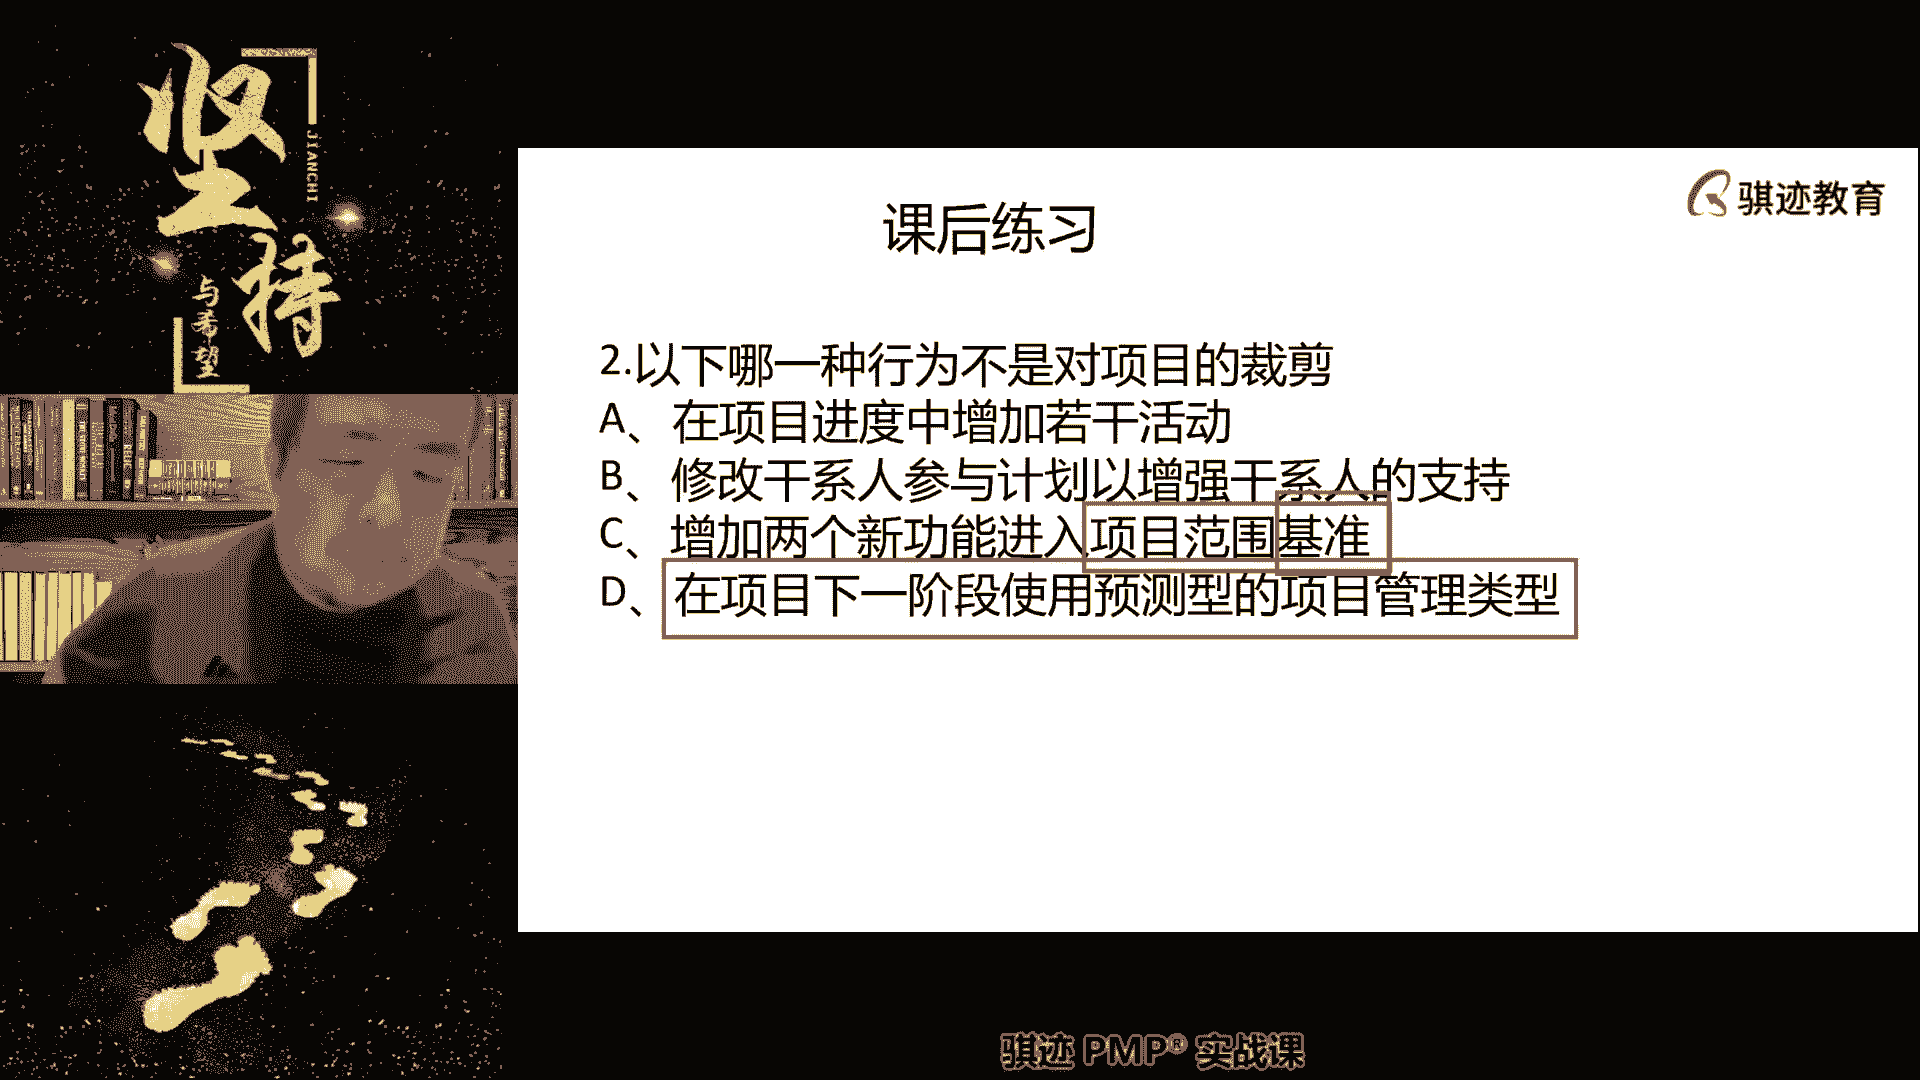 坚持
JIANCHI
与希望
骐迹教育
课后练习
2.以下哪一种行为不是对项目的裁剪
A、在项目进度中增加若干活动
B、修改干系人参与计划以增强干系人的支持
C、增加两个新功能进入项目范围基准
D、在项目下一阶段使用预测型的项目管理类型
骐迹 PMP® 实战课